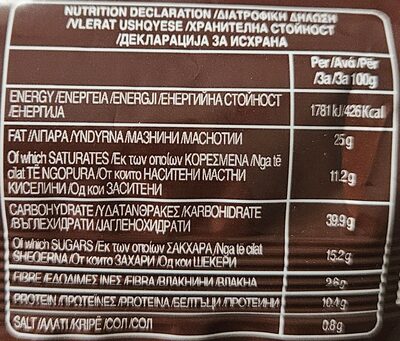 NUTRITION DECLARATION /ΔΙΑΤΡΟΦΙΚΗ ΔΗΛΩΣΗ
/VLERAT USHQYESE /ХРАНИТЕЛНА СТОЙНОСТ
/ДЕКЛАРАЦИЈА ЗА ИСХРАНА
Per/Ανά/Për
/За/За 100g
ENERGY /ΕΝΕΡΓΕΙΑ /ENERGJI /ЕНЕРГИЙНА СТОЙНОСТ
/ЕНЕРГИЈА
1781 kJ/426Kcal
FAT /ΛΙΠΑΡΑ /YNDYRNA /МАЗНИНИ /МАСНОТИИ
25g
Of which SATURATES /Εκ των οποίων ΚΟΡΕΣΜΕΝΑ /Nga të
cilat TË NGOPURA /От които НАСИТЕНИ МАСТНИ
КИСЕЛИНИ /Од кои ЗАСИТЕНИ
11.2g
CARBOHYDRATE /ΥΔΑΤΑΝΘΡΑΚΕΣ /KARBOHIDRATE
/ВЪГЛЕХИДРАТИ /ЈАГЛЕНОХИДРАТИ
39.9g
Of which SUGARS /Εκ των οποίων ΣΑΚΧΑΡΑ /Nga të cilat
SHEQERNA /От които ЗАХАРИ /Од кои ШЕЌЕРИ
15.2g
FIBRE /ΕΔΩΔΙΜΕΣ ΙΝΕΣ /FIBRA /ВЛАКНИНИ /ВЛАКНА
PROTEIN /ΠΡΩΤΕΪΝΕΣ /PROTEINA /БЕЛТЪЦИ /ПРОТЕИНИ
10.4g
SALT /ΑΛΑΤΙ /KRIPË /СОЛ /СОЛ
0.8g